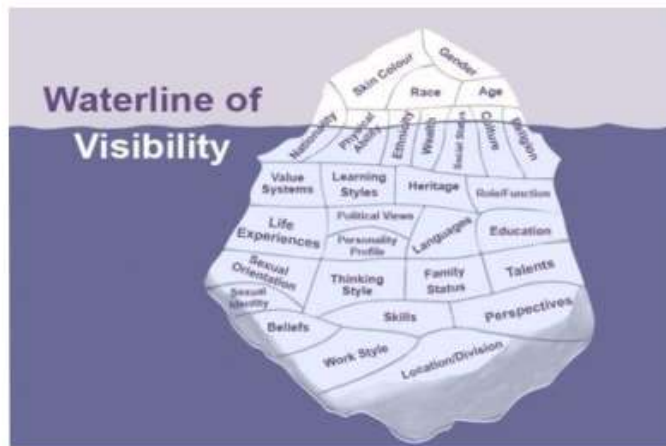 Waterline of
Visibility
Skin Colour
Gender
Race
Age
Nationality
Physical
Ability
Ethnicity
Wealth
Social Status
Culture
Religion
Value
Systems
Learning
Styles
Heritage
Role/Function
Life
Experiences
Political Views
Personality
Profile
Languages
Education
Sexual
Orientation
Thinking
Style
Family
Status
Talents
Sexual
Identity
Beliefs
Skills
Perspectives
Work Style
Location/Division